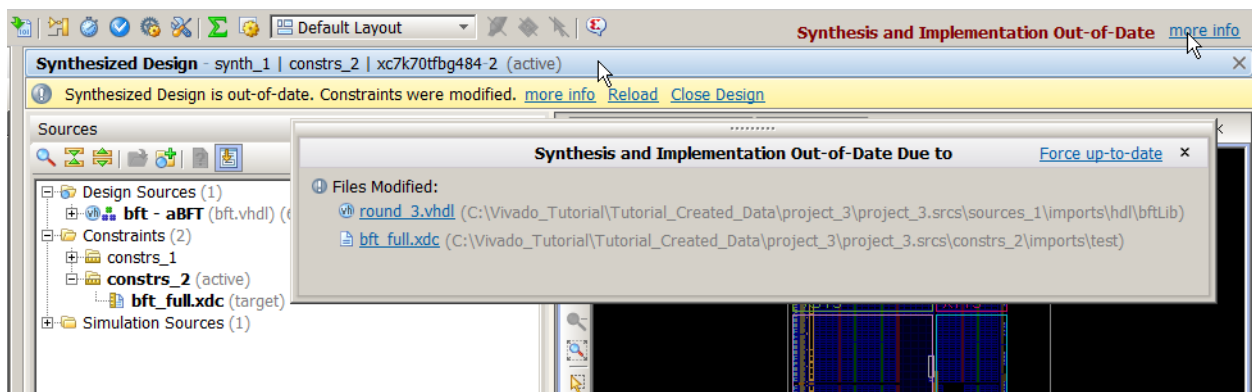 Default Layout
Synthesis and Implementation Out-of-Date more info
Synthesized Design - synth_1 | constrs_2 | xc7k70tfbg484-2 (active)
Synthesized Design is out-of-date. Constraints were modified. more info Reload Close Design
Sources
Synthesis and Implementation Out-of-Date Due to Force up-to-date
Files Modified:
round_3.vhdl (C:\Vivado_Tutorial\Tutorial_Created_Data\project_3\project_3.srcs\sources_1\imports\hdl\bftLib)
bft_full.xdc (C:\Vivado_Tutorial\Tutorial_Created_Data\project_3\project_3.srcs\constrs_2\imports\test)
Design Sources (1)
bft - aBFT (bft.vhdl)
Constraints (2)
constrs_1
constrs_2 (active)
bft_full.xdc (target)
Simulation Sources (1)